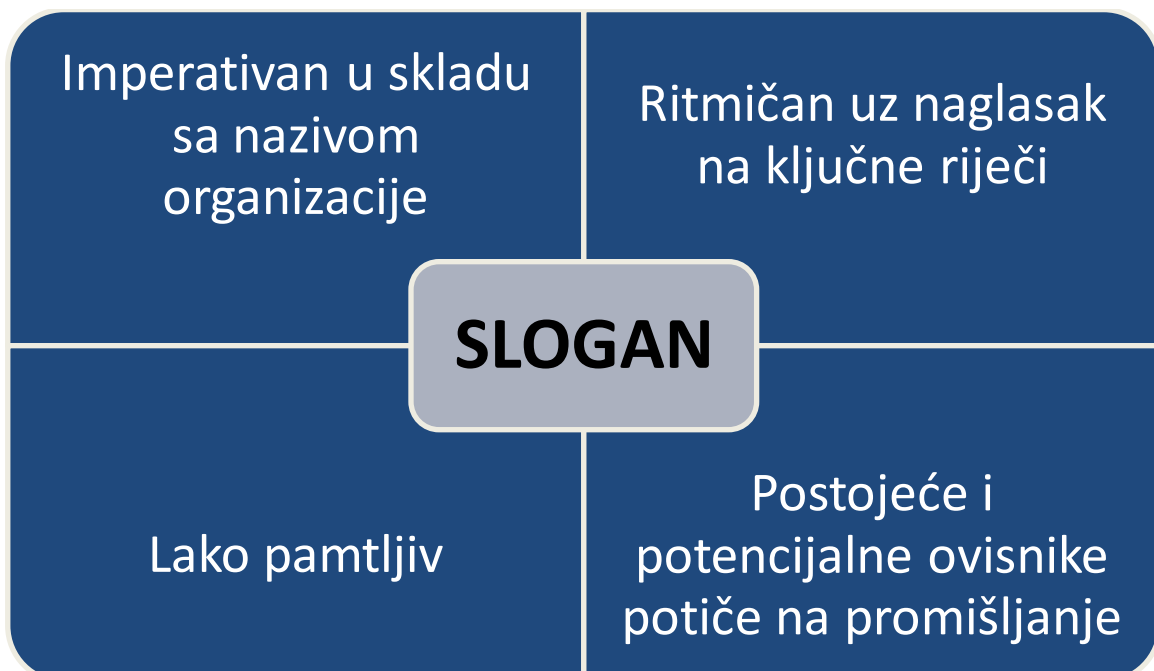 Imperativan u skladu
sa nazivom
organizacije
Ritmičan uz naglasak
na ključne riječi
SLOGAN
Lako pamtljiv
Postojeće i
potencijalne ovisnike
potiče na promišljanje